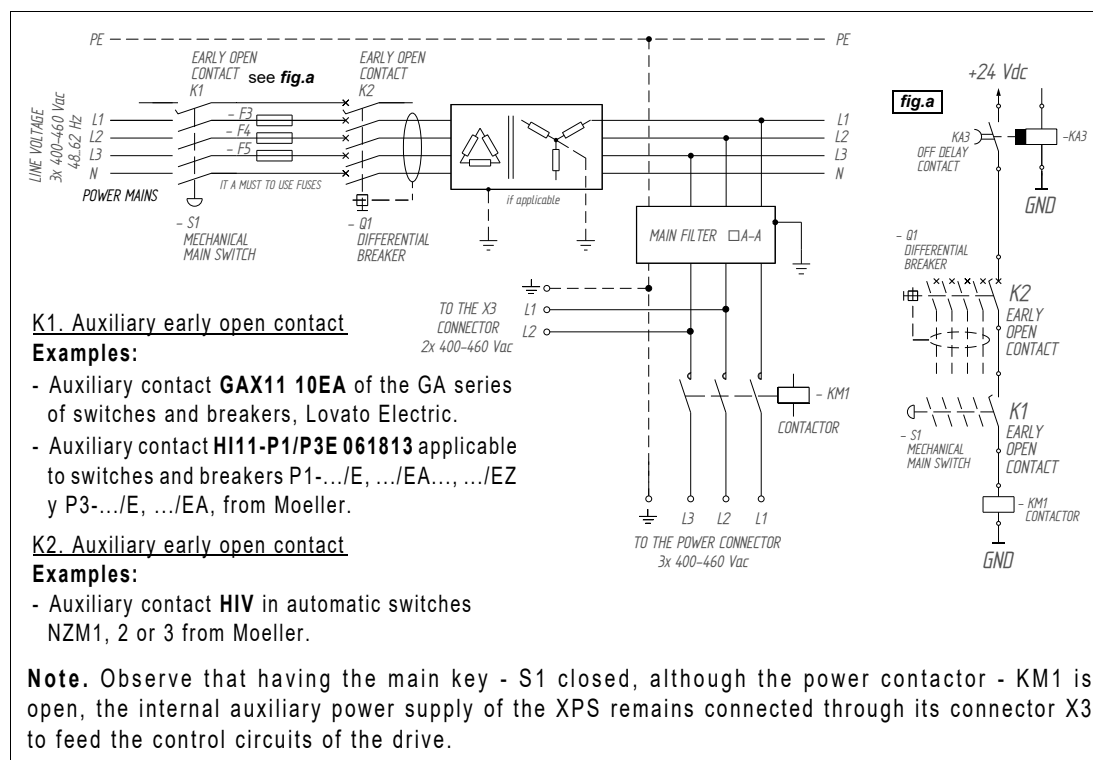 PE
PE
EARLY OPEN
CONTACT
see fig.a
K1
EARLY OPEN
CONTACT
K2
LINE VOLTAGE
3x 400-460 Vac
48..62 Hz
L1
L2
L3
N
POWER MAINS
- F3
- F4
- F5
IT A MUST TO USE FUSES
- S1
MECHANICAL
MAIN SWITCH
- Q1
DIFFERENTIAL
BREAKER
if applicable
L1
L2
L3
N
MAIN FILTER □A-A
TO THE X3
CONNECTOR
2x 400-460 Vac
L1
L2
- KM1
CONTACTOR
L3 L2 L1
TO THE POWER CONNECTOR
3x 400-460 Vac
fig.a
+24 Vdc
KA3
OFF DELAY
CONTACT
-KA3
GND
- Q1
DIFFERENTIAL
BREAKER
K2
EARLY
OPEN
CONTACT
- S1
MECHANICAL
MAIN SWITCH
K1
EARLY
OPEN
CONTACT
- KM1
CONTACTOR
GND
K1. Auxiliary early open contact
Examples:
- Auxiliary contact GAX11 10EA of the GA series
of switches and breakers, Lovato Electric.
- Auxiliary contact HI11-P1/P3E 061813 applicable
to switches and breakers P1-.../E, .../EA..., .../EZ
y P3-.../E, .../EA, from Moeller.
K2. Auxiliary early open contact
Examples:
- Auxiliary contact HIV in automatic switches
NZM1, 2 or 3 from Moeller.
Note. Observe that having the main key - S1 closed, although the power contactor - KM1 is
open, the internal auxiliary power supply of the XPS remains connected through its connector X3
to feed the control circuits of the drive.